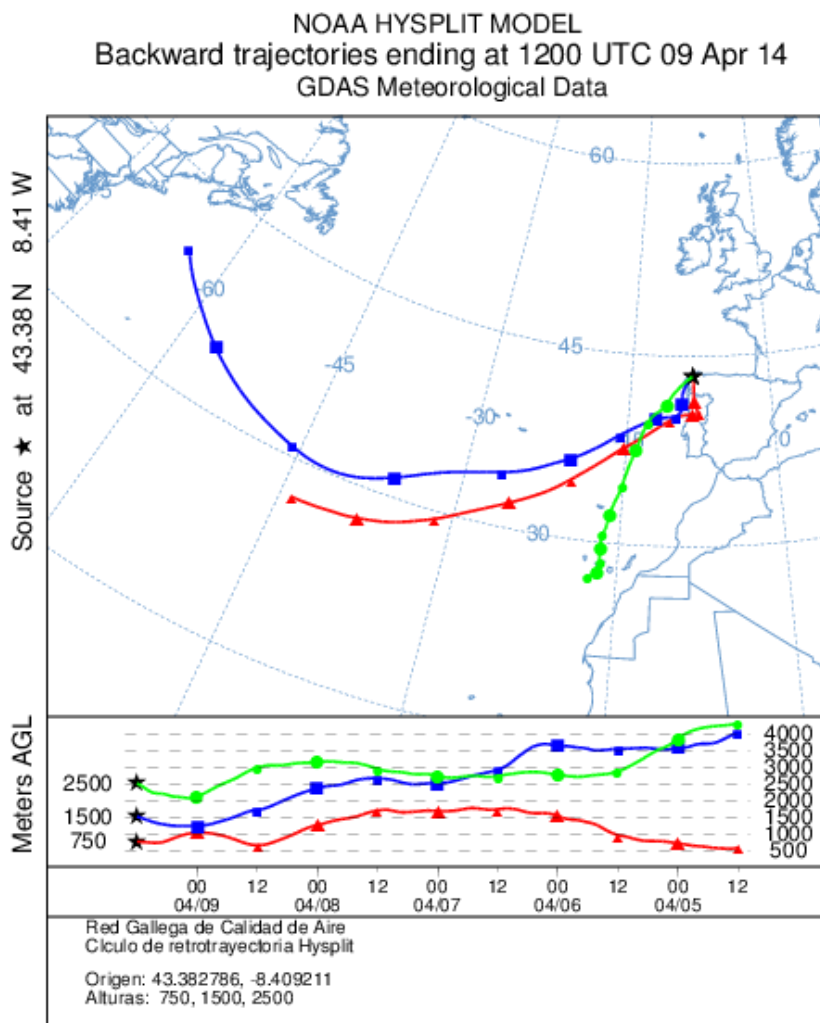 NOAA HYSPLIT MODEL
Backward trajectories ending at 1200 UTC 09 Apr 14
GDAS Meteorological Data
Source ★ at 43.38 N 8.41 W
60
-60
45
-45
-30
0
30
Meters AGL
2500
1500
750
4000
3500
3000
2500
2000
1500
1000
500
00 12 00 12 00 12 00 12 00 12
04/09 04/08 04/07 04/06 04/05
Red Gallega de Calidad de Aire
Clculo de retrotrayectoria Hysplit
Origen: 43.382786, -8.409211
Alturas: 750, 1500, 2500